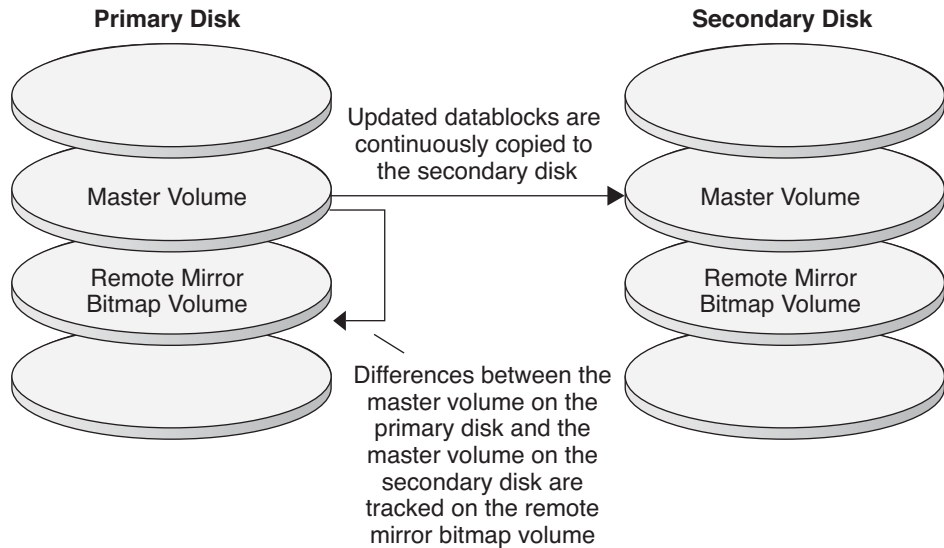 Primary Disk
Secondary Disk
Updated datablocks are
continuously copied to
the secondary disk
Master Volume
Master Volume
Remote Mirror
Bitmap Volume
Remote Mirror
Bitmap Volume
Differences between the
master volume on the
primary disk and the
master volume on the
secondary disk are
tracked on the remote
mirror bitmap volume